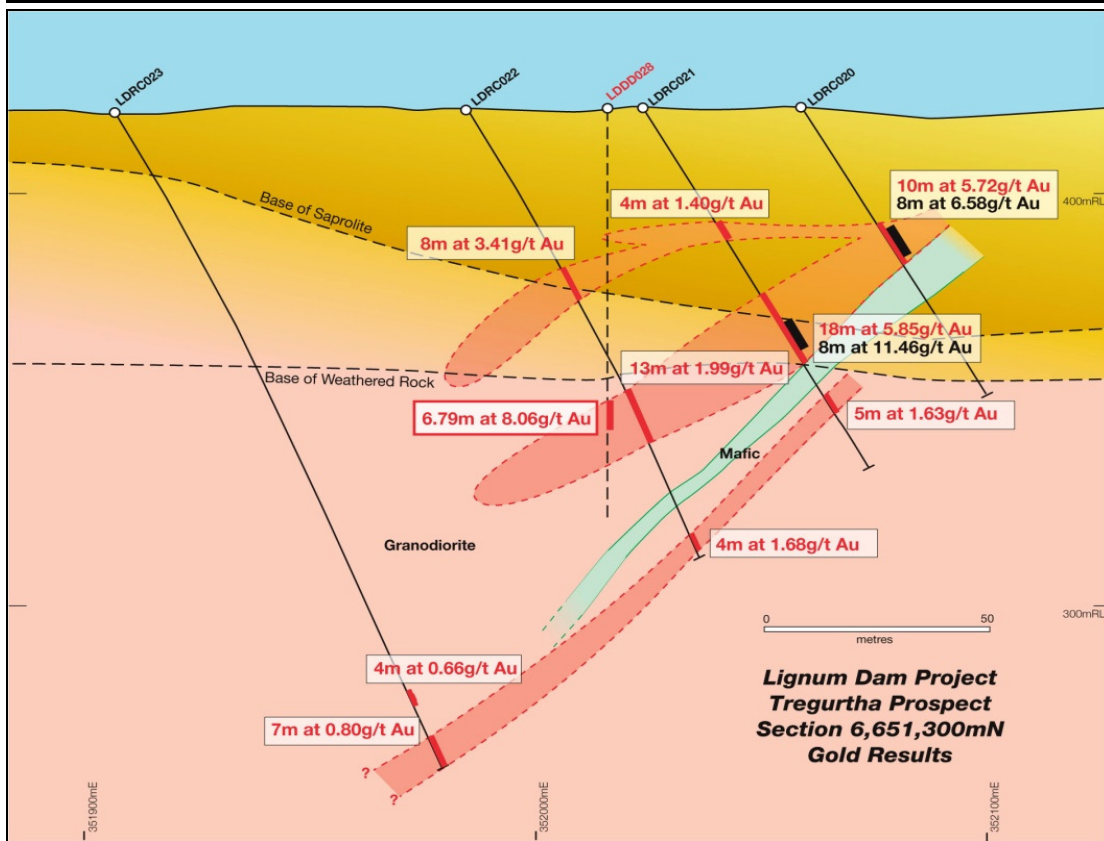 LDRC023
LDRC022
LDDD028
LDRC021
LDRC020
10m at 5.72g/t Au
8m at 6.58g/t Au
400mRL
4m at 1.40g/t Au
Base of Saprolite
8m at 3.41g/t Au
18m at 5.85g/t Au
8m at 11.46g/t Au
13m at 1.99g/t Au
Base of Weathered Rock
6.79m at 8.06g/t Au
5m at 1.63g/t Au
Mafic
Granodiorite
4m at 1.68g/t Au
0
50
metres
300mRL
4m at 0.66g/t Au
7m at 0.80g/t Au
Lignum Dam Project
Tregurtha Prospect
Section 6,651,300mN
Gold Results
?
?
351900mE
352000mE
352100mE